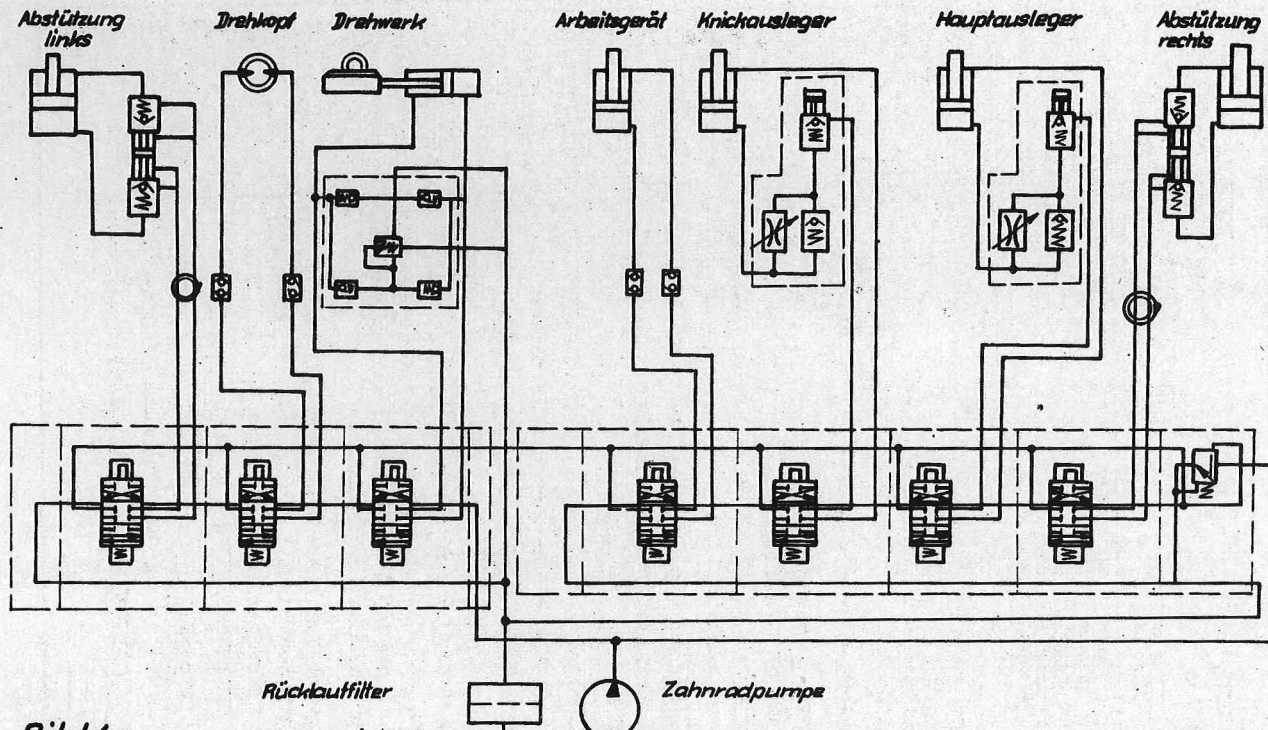 Abstützung
links
Drehkopf
Drehwerk
Arbeitsgerät
Knickausleger
Hauptausleger
Abstützung
rechts
Rücklauffilter
Zahnradpumpe